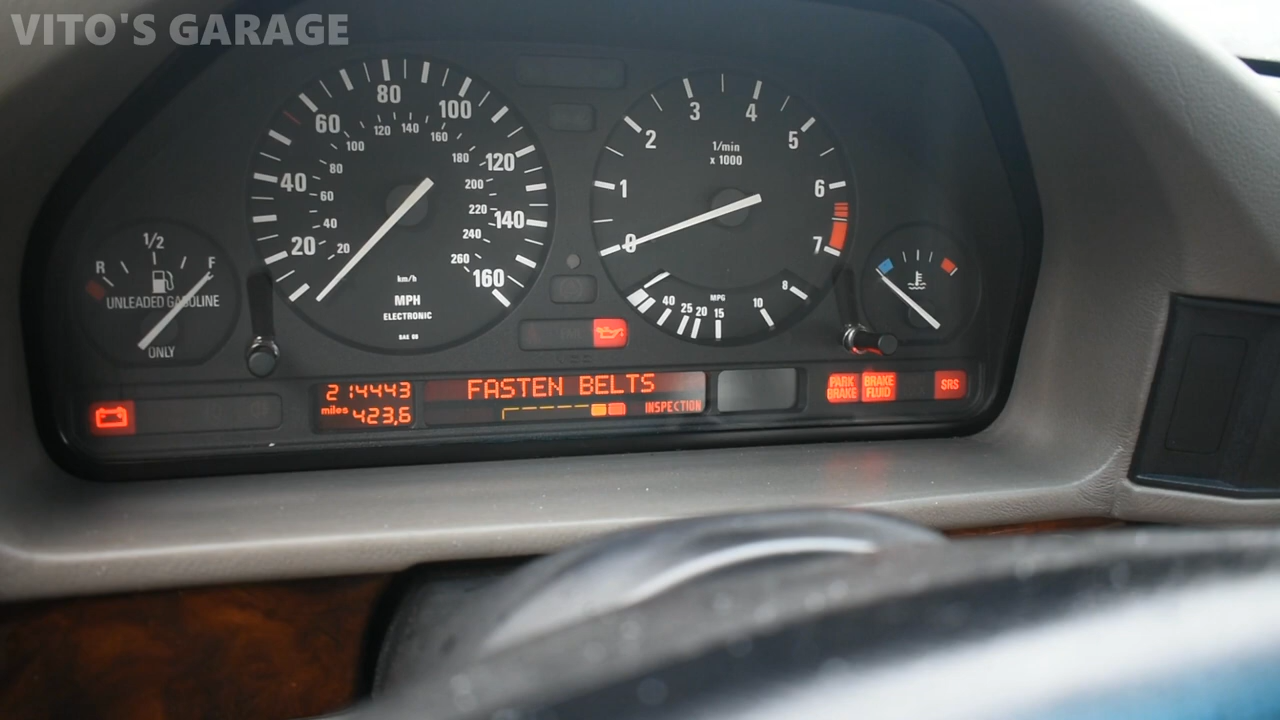 VITO'S GARAGE
20
40
60
80
100
120
140
160
20
40
60
80
100
120
140
160
180
200
220
240
260
km/h
MPH
ELECTRONIC
0
1
2
3
4
5
6
7
1/min
x 1000
40
25
20
15
10
8
MPG
R
1/2
F
UNLEADED GASOLINE
ONLY
214443
miles 423,6
FASTEN BELTS
INSPECTION
PARK
BRAKE
BRAKE
FLUID
SRS